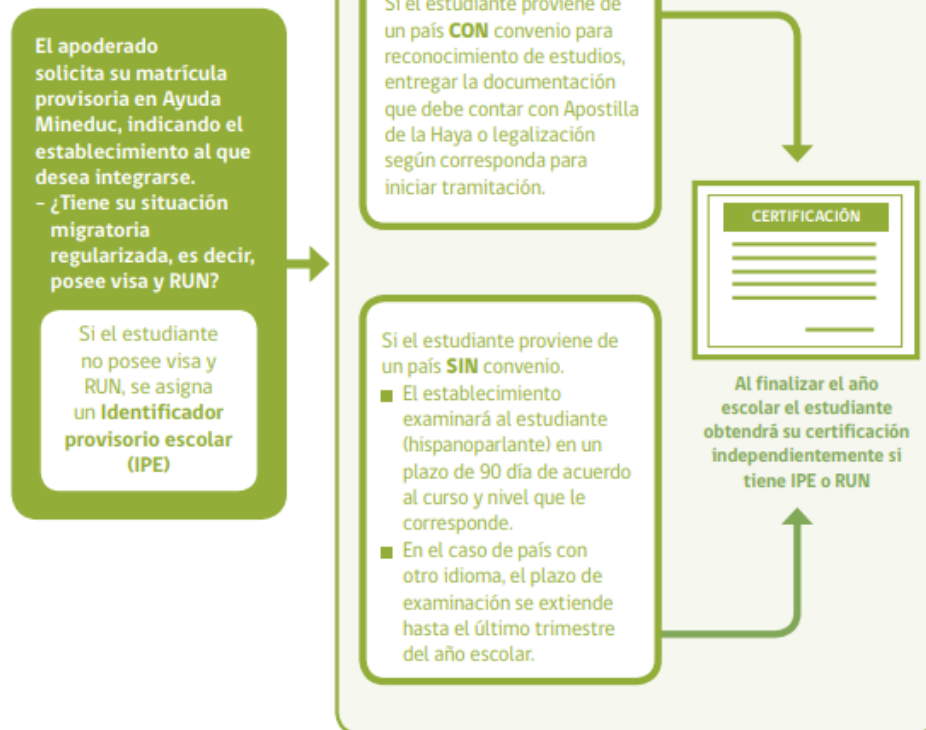 El apoderado
solicita su matrícula
provisoria en Ayuda
Mineduc, indicando el
establecimiento al que
desea integrarse.
– ¿Tiene su situación
migratoria
regularizada, es decir,
posee visa y RUN?
Si el estudiante
no posee visa y
RUN, se asigna
un Identificador
provisorio escolar
(IPE)
Si el estudiante proviene de
un país CON convenio para
reconocimiento de estudios,
entregar la documentación
que debe contar con Apostilla
de la Haya o legalización
según corresponda para
iniciar tramitación.
Si el estudiante proviene de
un país SIN convenio.
■ El establecimiento
examinará al estudiante
(hispanoparlante) en un
plazo de 90 día de acuerdo
al curso y nivel que le
corresponde.
■ En el caso de país con
otro idioma, el plazo de
examinación se extiende
hasta el último trimestre
del año escolar.
CERTIFICACIÓN
Al finalizar el año
escolar el estudiante
obtendrá su certificación
independientemente si
tiene IPE o RUN